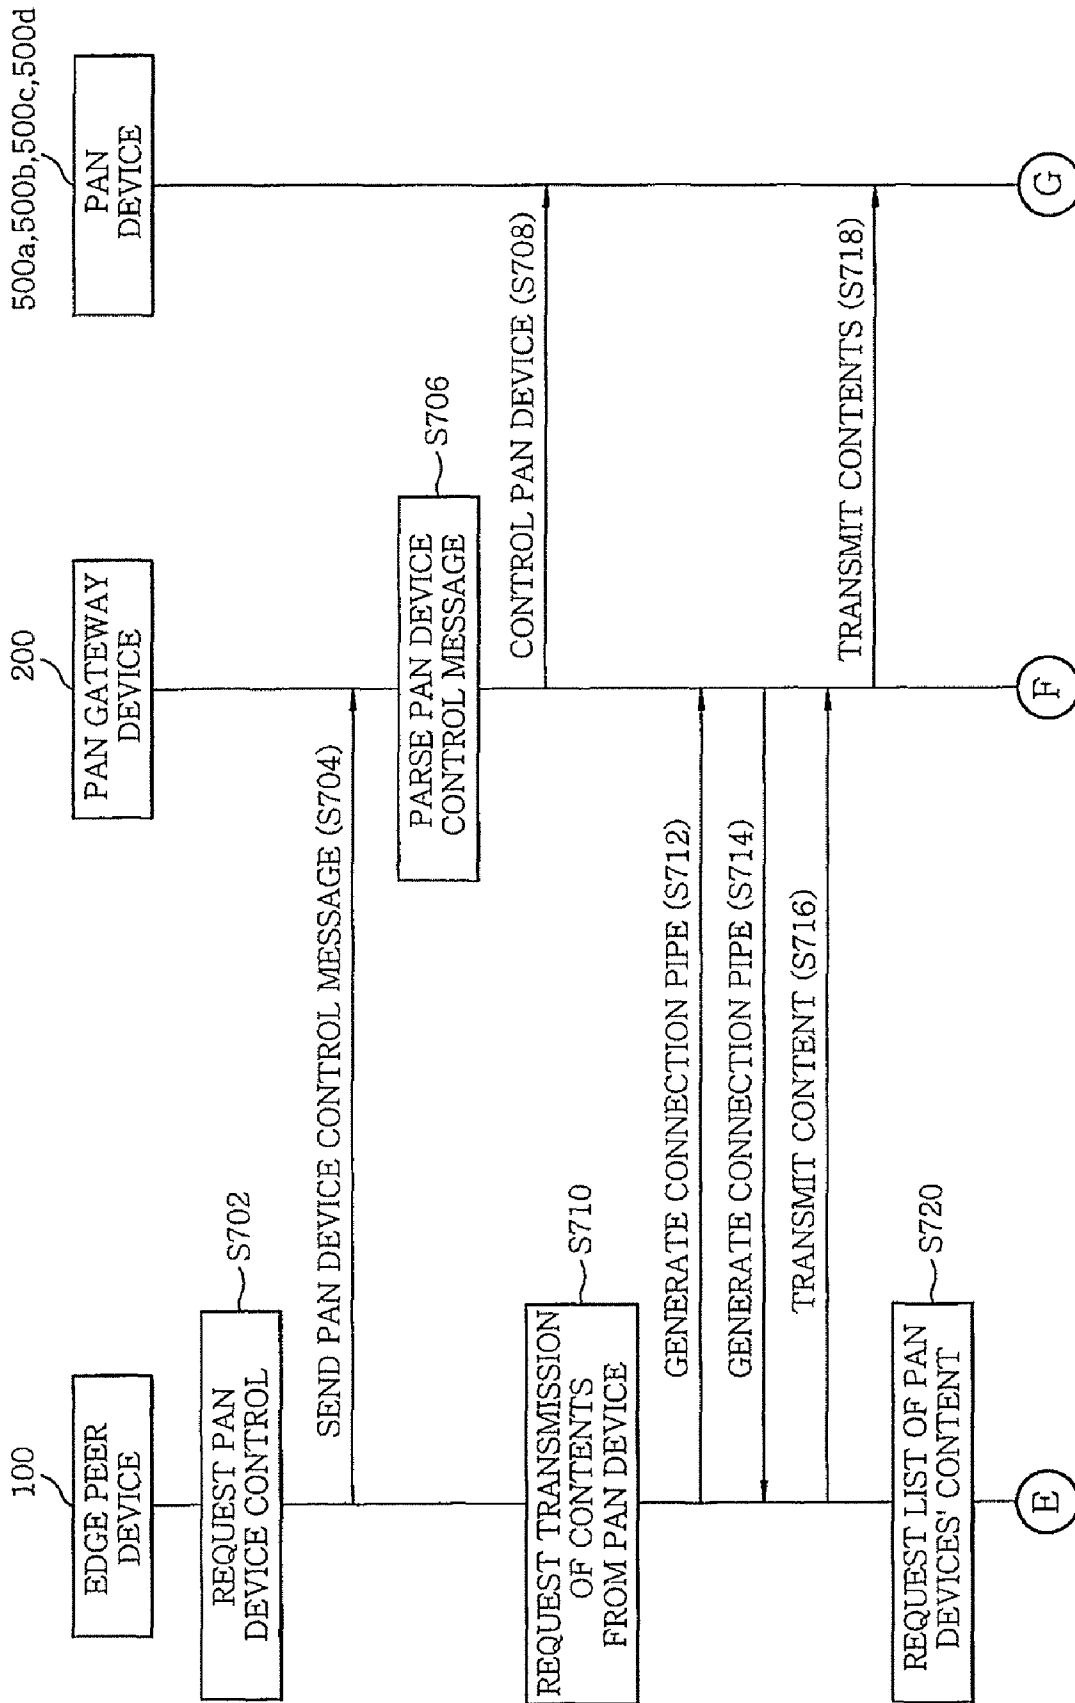 100
EDGE PEER
DEVICE
200
PAN GATEWAY
DEVICE
500a,500b,500c,500d
PAN
DEVICE
REQUEST PAN
DEVICE CONTROL
S702
SEND PAN DEVICE CONTROL MESSAGE (S704)
PARSE PAN DEVICE
CONTROL MESSAGE
S706
CONTROL PAN DEVICE (S708)
REQUEST TRANSMISSION
OF CONTENTS
FROM PAN DEVICE
S710
GENERATE CONNECTION PIPE (S712)
GENERATE CONNECTION PIPE (S714)
TRANSMIT CONTENT (S716)
TRANSMIT CONTENTS (S718)
REQUEST LIST OF PAN
DEVICES' CONTENT
S720
E
F
G